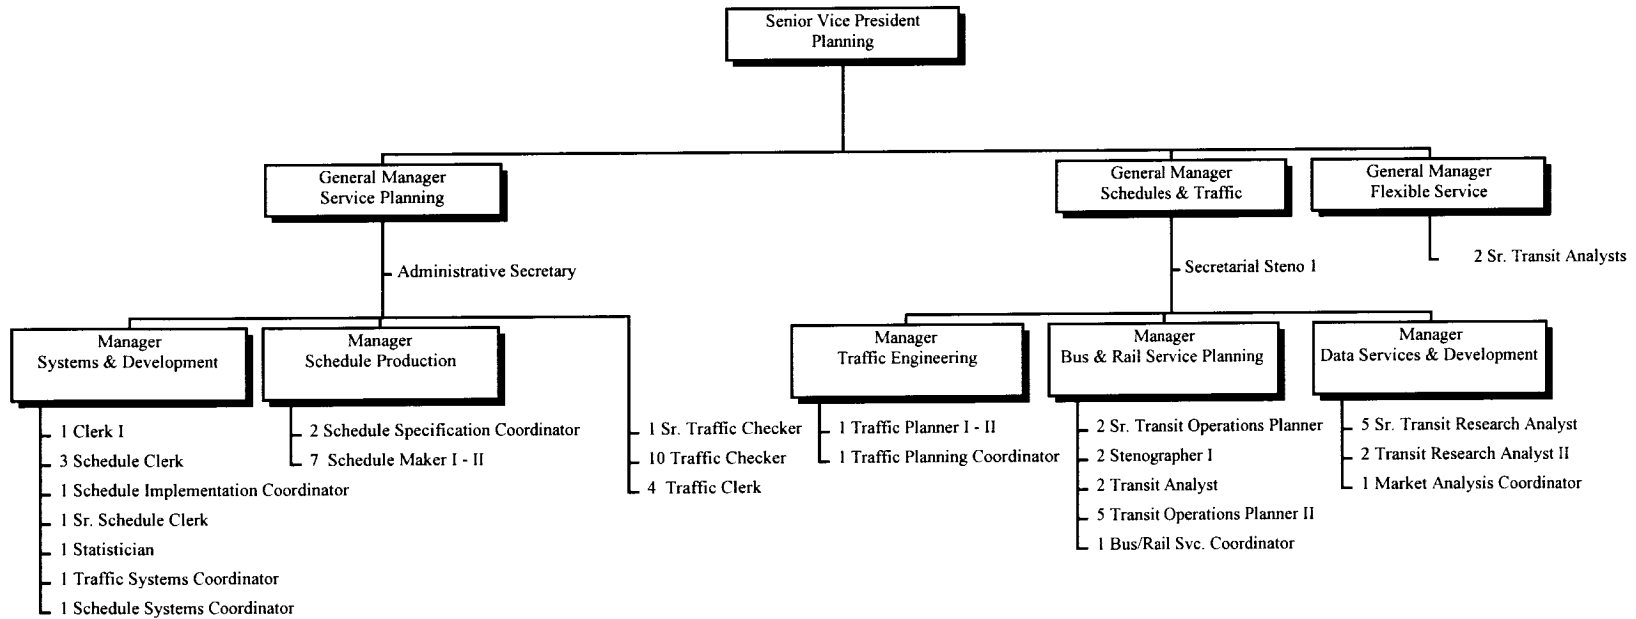 Senior Vice President
Planning
General Manager
Service Planning
General Manager
Schedules & Traffic
General Manager
Flexible Service
Administrative Secretary
Secretarial Steno 1
2 Sr. Transit Analysts
Manager
Systems & Development
1 Clerk I
3 Schedule Clerk
1 Schedule Implementation Coordinator
1 Sr. Schedule Clerk
1 Statistician
1 Traffic Systems Coordinator
1 Schedule Systems Coordinator
Manager
Schedule Production
2 Schedule Specification Coordinator
7 Schedule Maker I - II
1 Sr. Traffic Checker
10 Traffic Checker
4 Traffic Clerk
Manager
Traffic Engineering
1 Traffic Planner I - II
1 Traffic Planning Coordinator
Manager
Bus & Rail Service Planning
2 Sr. Transit Operations Planner
2 Stenographer I
2 Transit Analyst
5 Transit Operations Planner II
1 Bus/Rail Svc. Coordinator
Manager
Data Services & Development
5 Sr. Transit Research Analyst
2 Transit Research Analyst II
1 Market Analysis Coordinator